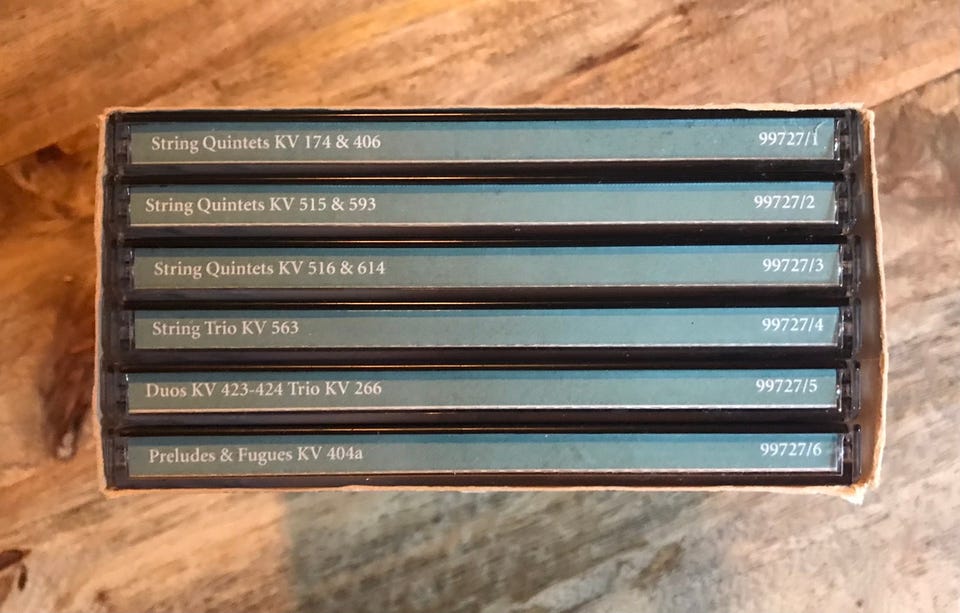 String Quintets KV 174 & 406 99727/1
String Quintets KV 515 & 593 99727/2
String Quintets KV 516 & 614 99727/3
String Trio KV 563 99727/4
Duos KV 423-424 Trio KV 266 99727/5
Preludes & Fugues KV 404a 99727/6